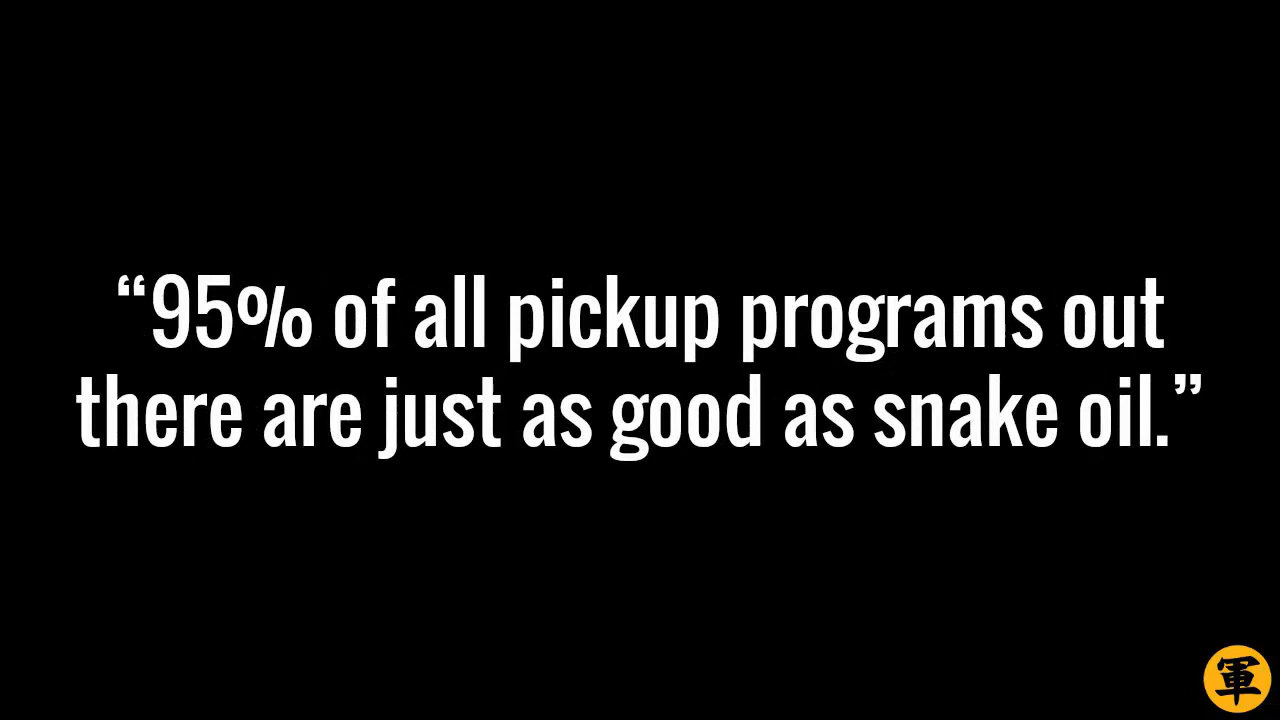 “95% of all pickup programs out
there are just as good as snake oil.”
軍